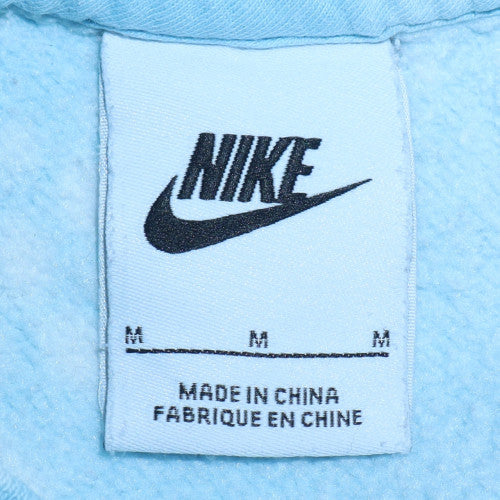 NIKE
M M M
MADE IN CHINA
FABRIQUE EN CHINE